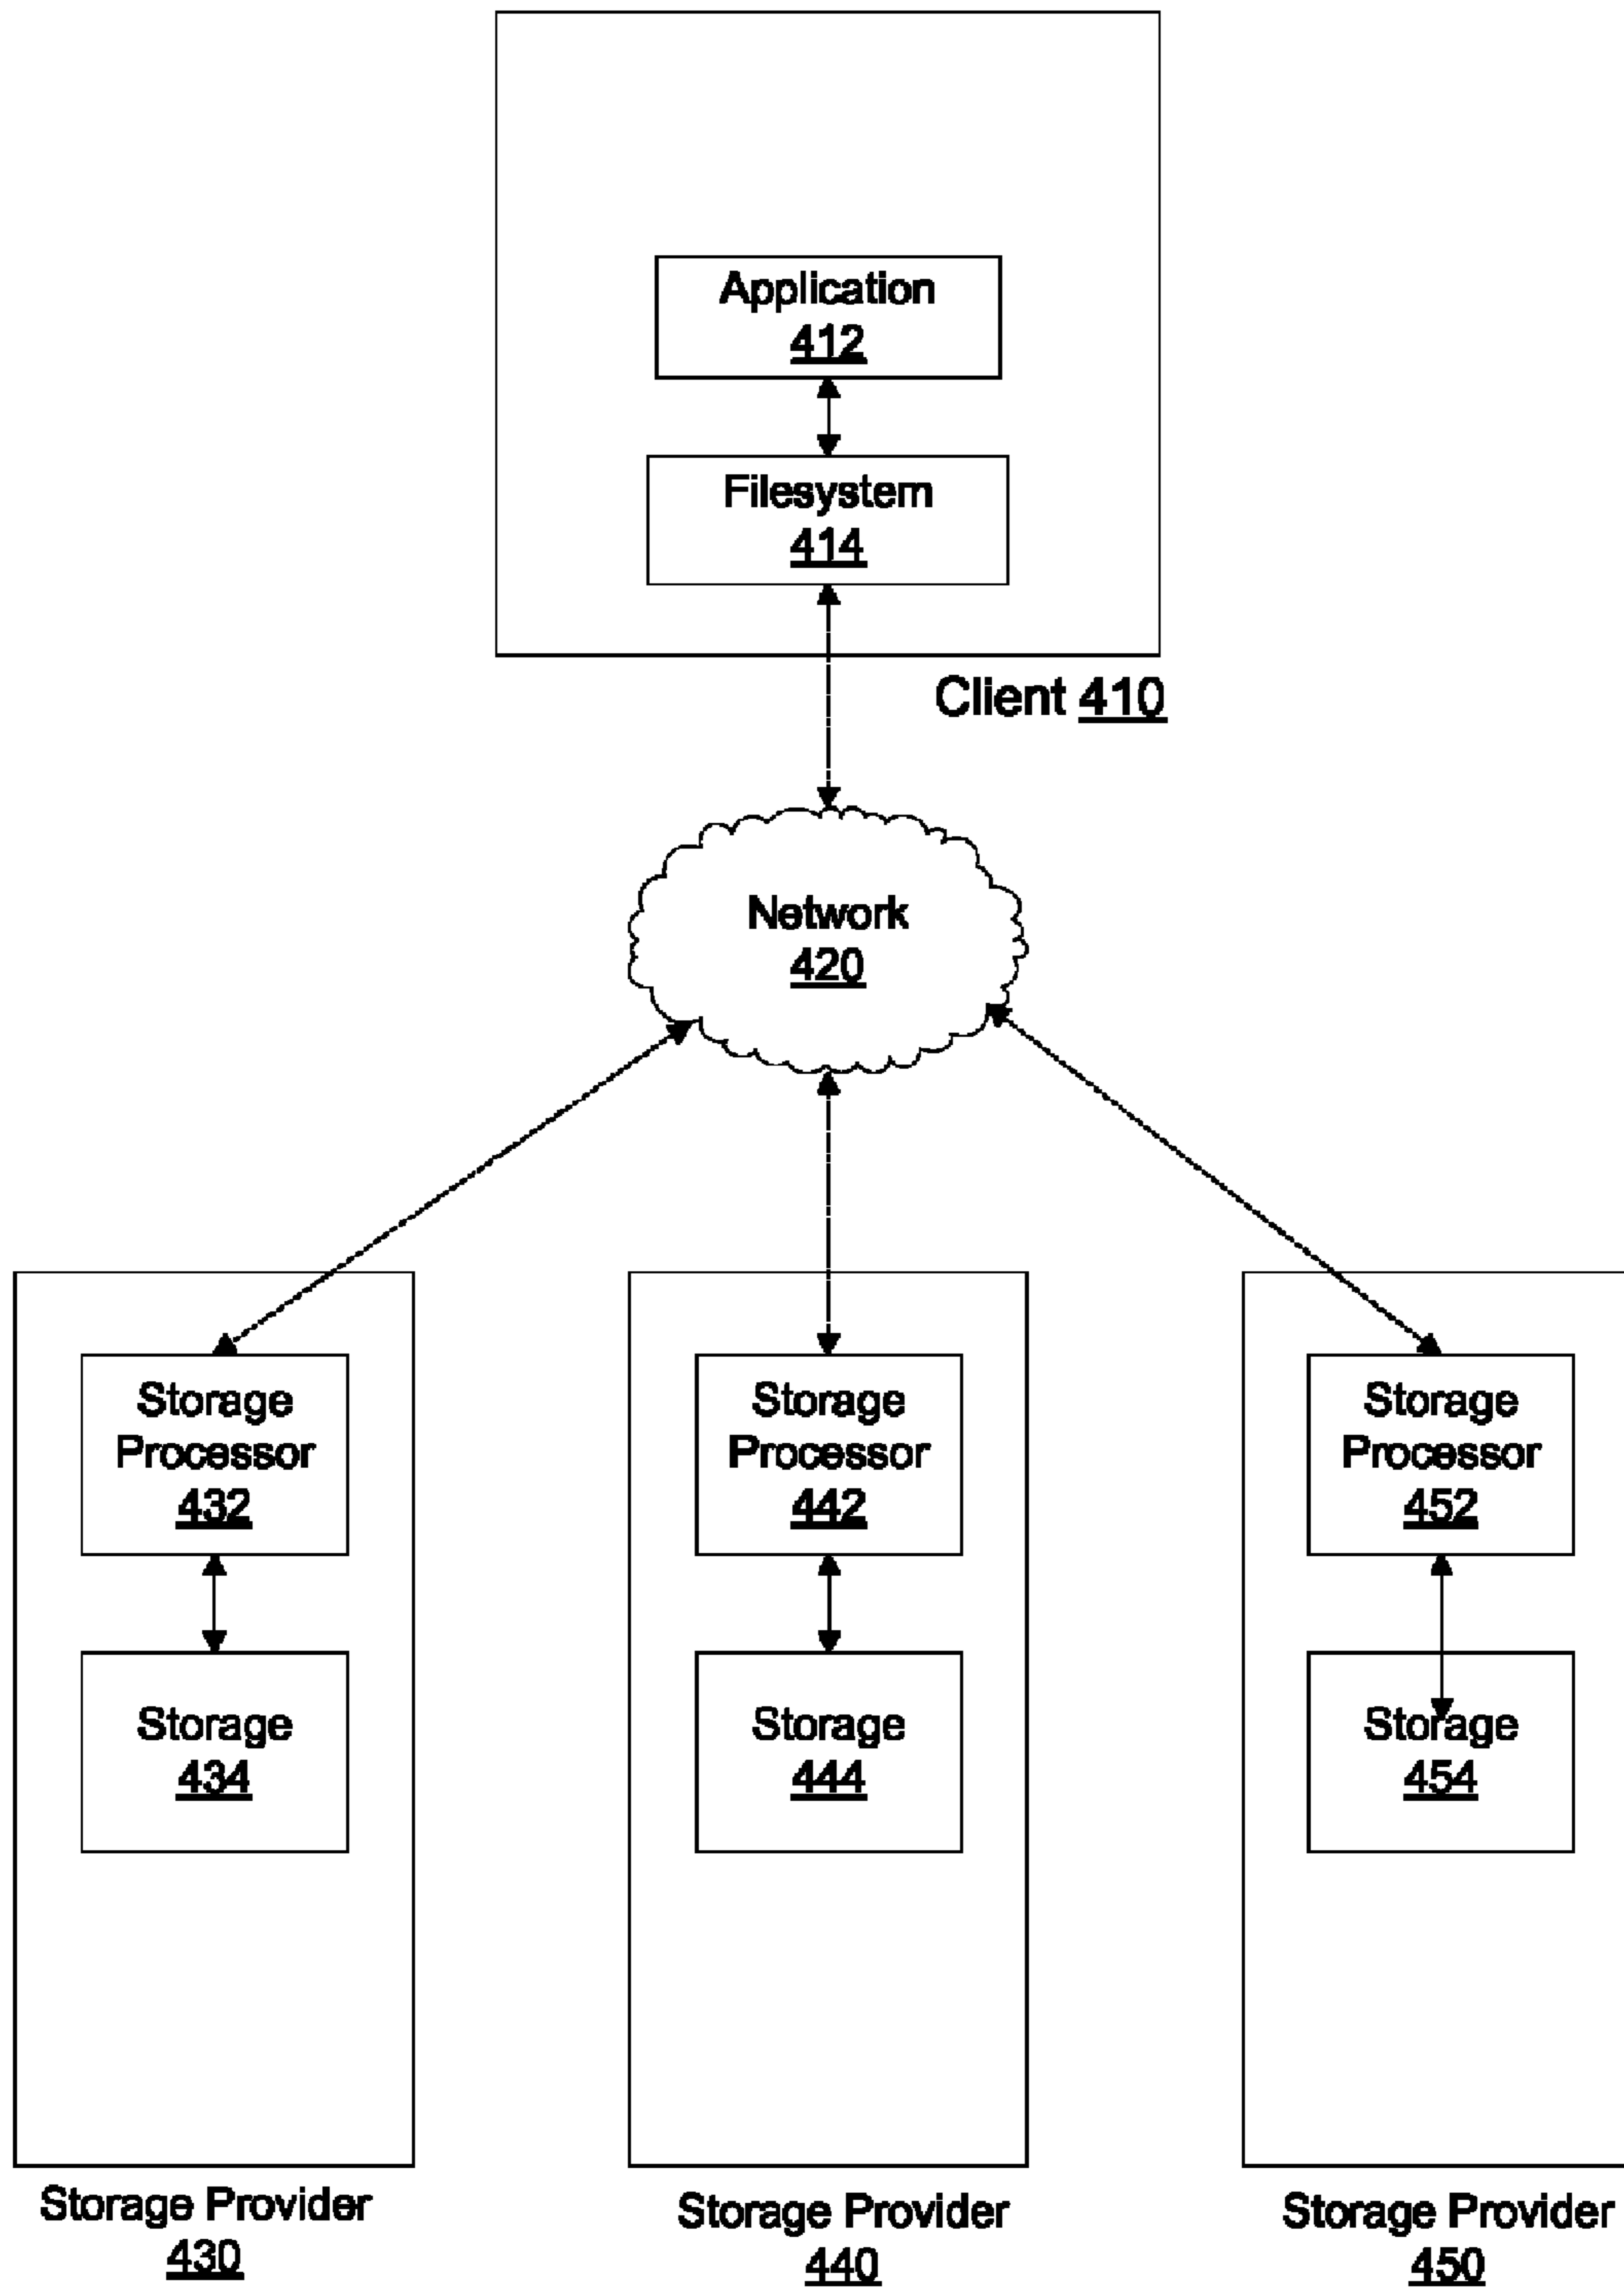 Application
412
Filesystem
414
Client 410
Network
420
Storage
Processor
432
Storage
434
Storage Provider
430
Storage
Processor
442
Storage
444
Storage Provider
440
Storage
Processor
452
Storage
454
Storage Provider
450